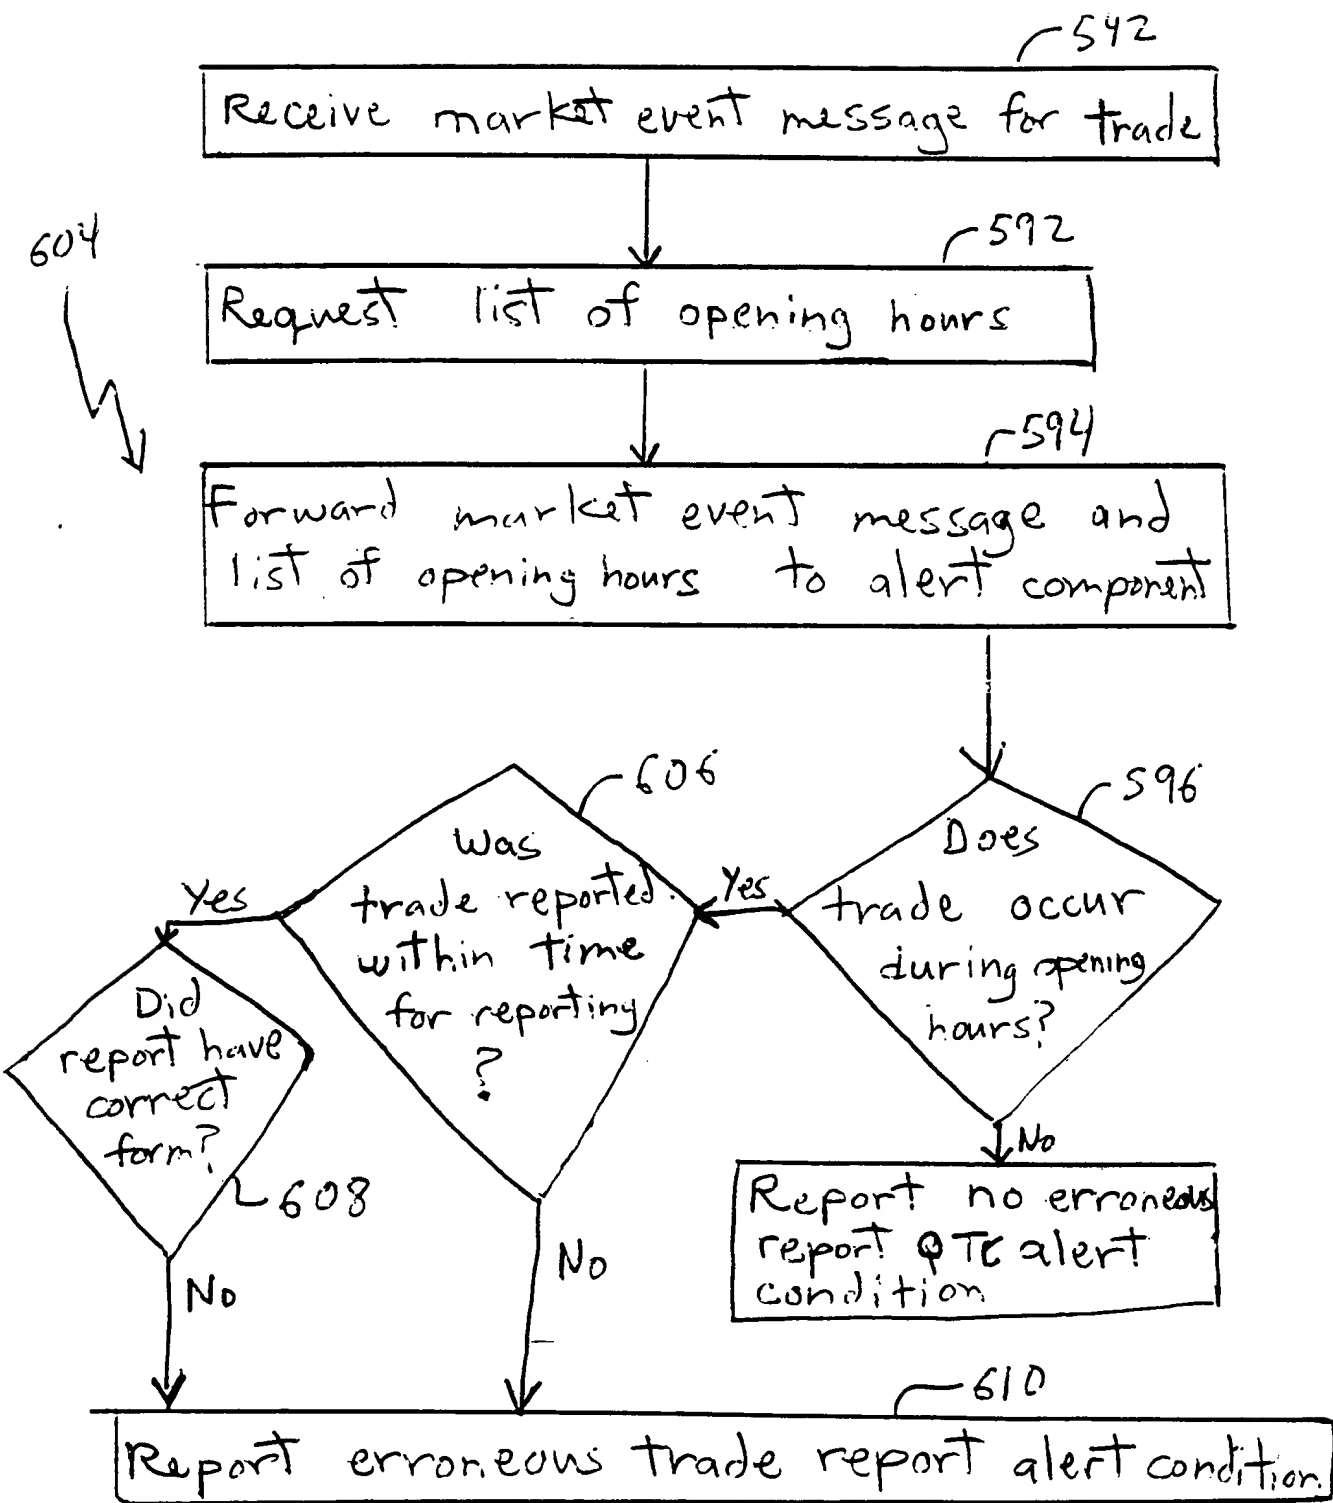 542
Receive market event message for trade
604
592
Request list of opening hours
594
Forward market event message and
list of opening hours to alert component
606
596
Was
trade reported
within time
for reporting
?
Does
trade occur
during opening
hours?
Yes
Yes
Did
report have
correct
form?
608
No
No
No
Report no erroneous
report QTC alert
condition
610
Report erroneous trade report alert condition